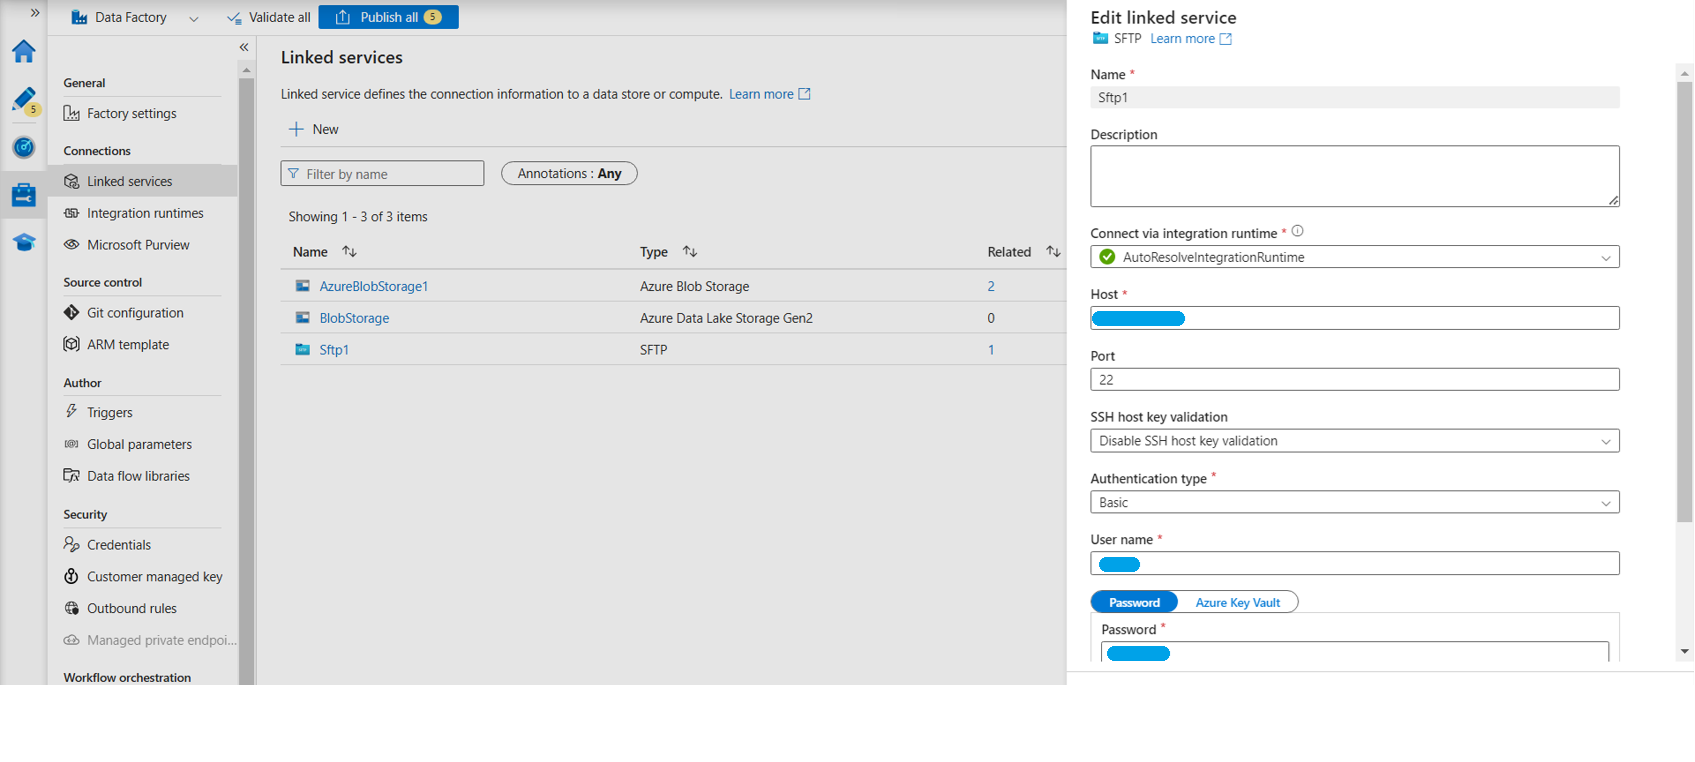 Data Factory
Validate all
Publish all 5
5
General
Factory settings
Connections
Linked services
Integration runtimes
Microsoft Purview
Source control
Git configuration
ARM template
Author
Triggers
Global parameters
Data flow libraries
Security
Credentials
Customer managed key
Outbound rules
Managed private endpoi...
Workflow orchestration
Linked services
Linked service defines the connection information to a data store or compute. Learn more
New
Filter by name
Annotations : Any
Showing 1 - 3 of 3 items
Name Type Related
AzureBlobStorage1 Azure Blob Storage 2
BlobStorage Azure Data Lake Storage Gen2 0
Sftp1 SFTP 1
Edit linked service
SFTP Learn more
Name *
Sftp1
Description
Connect via integration runtime *
AutoResolveIntegrationRuntime
Host *
Port
22
SSH host key validation
Disable SSH host key validation
Authentication type *
Basic
User name *
Password Azure Key Vault
Password *